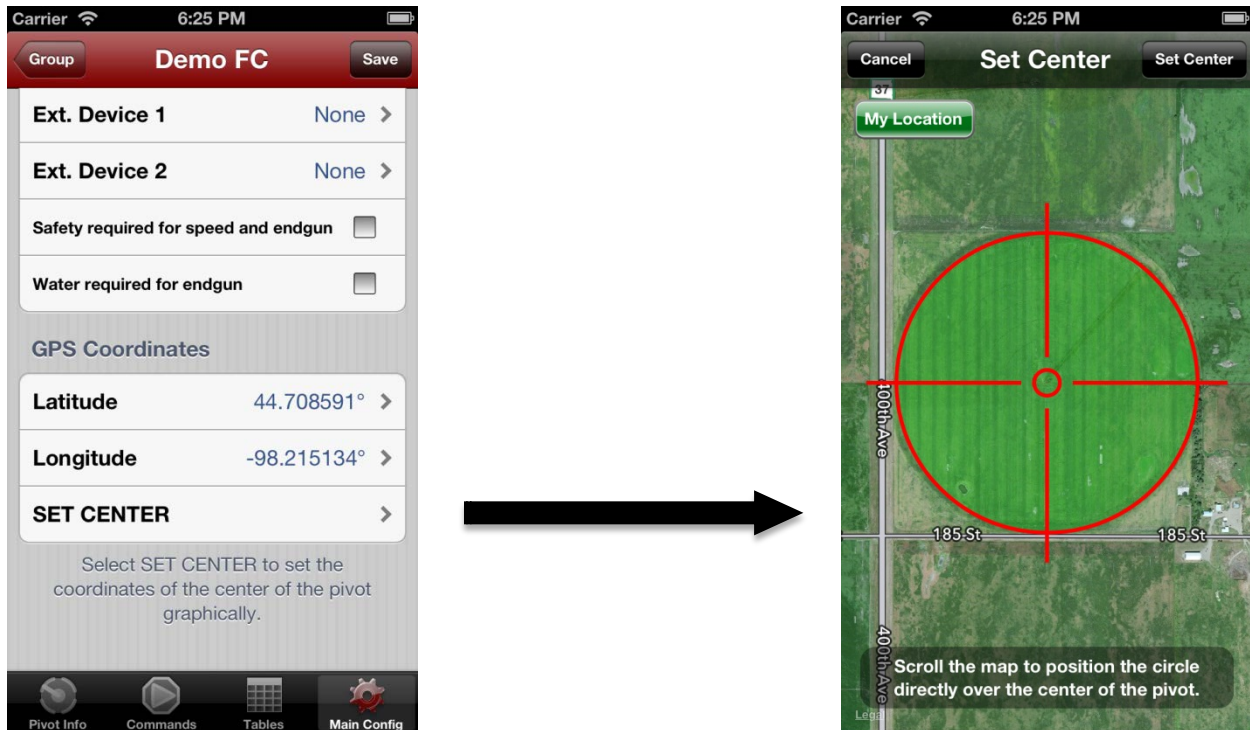 Carrier 6:25 PM
Group Demo FC Save
Ext. Device 1 None
Ext. Device 2 None
Safety required for speed and endgun
Water required for endgun
GPS Coordinates
Latitude 44.708591°
Longitude -98.215134°
SET CENTER
Select SET CENTER to set the
coordinates of the center of the pivot
graphically.
Pivot Info Commands Tables Main Config
Carrier 6:25 PM
Cancel Set Center Set Center
37
My Location
400th Ave
185 St 185 St
400th Ave
Scroll the map to position the circle
directly over the center of the pivot.
Legal